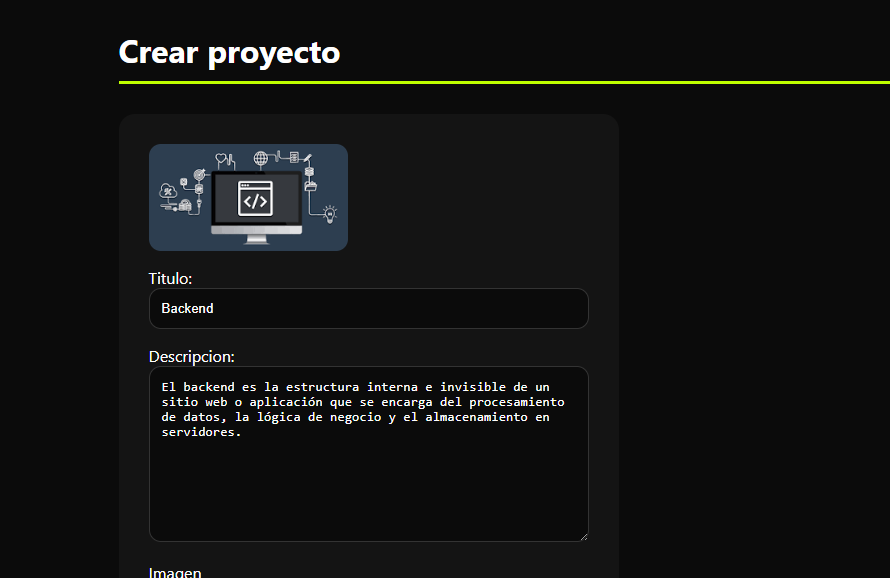 Crear proyecto
Titulo:
Backend
Descripcion:
El backend es la estructura interna e invisible de un
sitio web o aplicación que se encarga del procesamiento
de datos, la lógica de negocio y el almacenamiento en
servidores.
Imagen